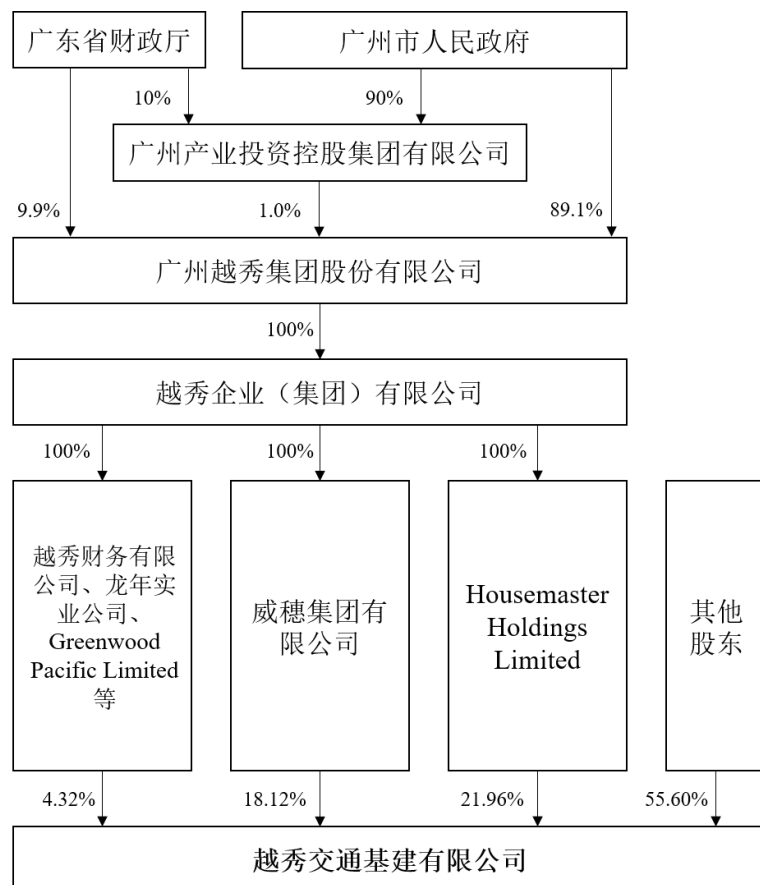 广东省财政厅
广州市人民政府
10%
90%
广州产业投资控股集团有限公司
9.9%
1.0%
89.1%
广州越秀集团股份有限公司
100%
越秀企业（集团）有限公司
100%
100%
100%
越秀财务有限
公司、龙年实
业公司、
Greenwood
Pacific Limited
等
威穗集团有
限公司
Housemaster
Holdings
Limited
其他
股东
4.32%
18.12%
21.96%
55.60%
越秀交通基建有限公司